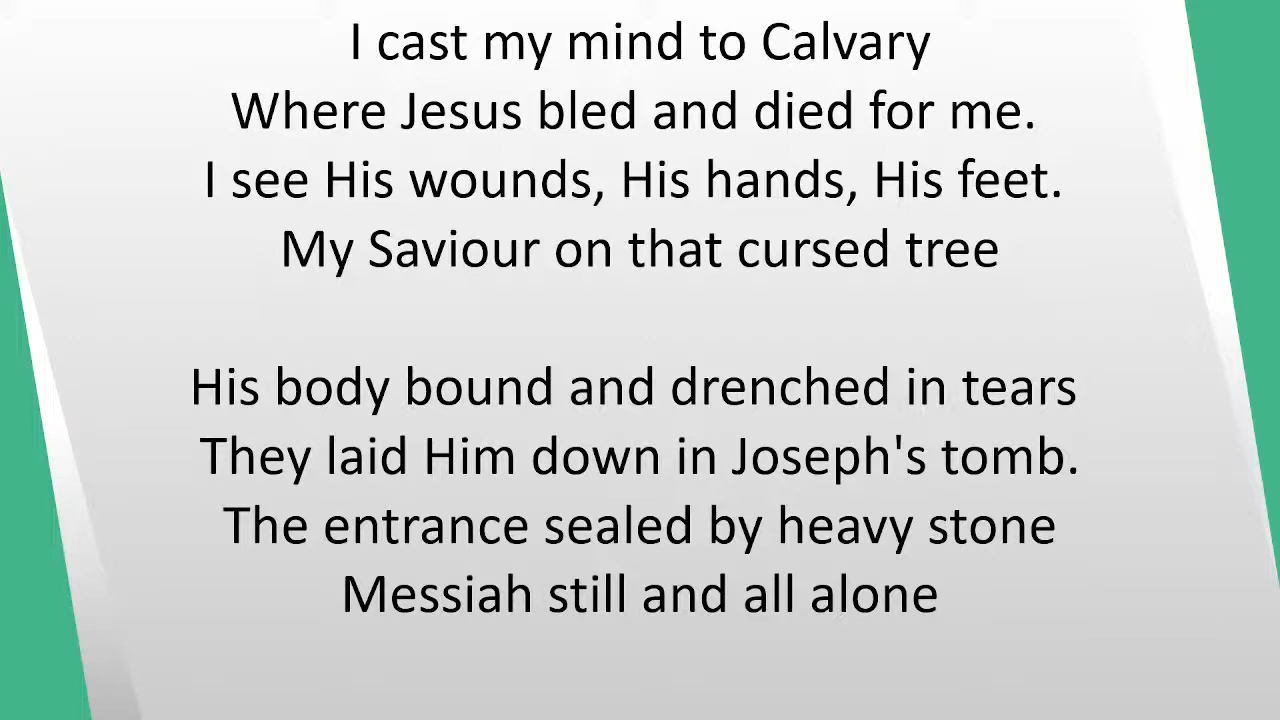 I cast my mind to Calvary
Where Jesus bled and died for me.
I see His wounds, His hands, His feet.
My Saviour on that cursed tree
His body bound and drenched in tears
They laid Him down in Joseph's tomb.
The entrance sealed by heavy stone
Messiah still and all alone